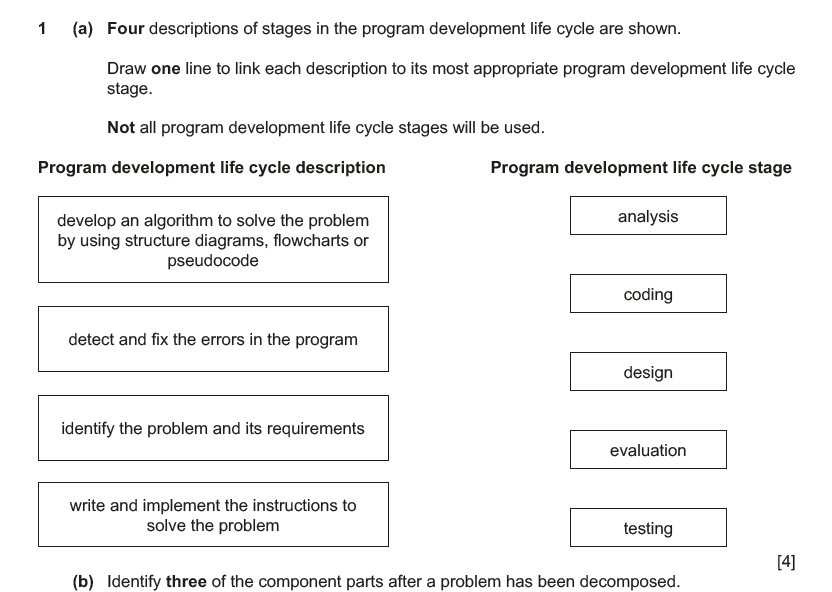 1 (a) Four descriptions of stages in the program development life cycle are shown.
Draw one line to link each description to its most appropriate program development life cycle
stage.
Not all program development life cycle stages will be used.
Program development life cycle description
Program development life cycle stage
develop an algorithm to solve the problem
by using structure diagrams, flowcharts or
pseudocode
detect and fix the errors in the program
identify the problem and its requirements
write and implement the instructions to
solve the problem
analysis
coding
design
evaluation
testing
[4]
(b) Identify three of the component parts after a problem has been decomposed.